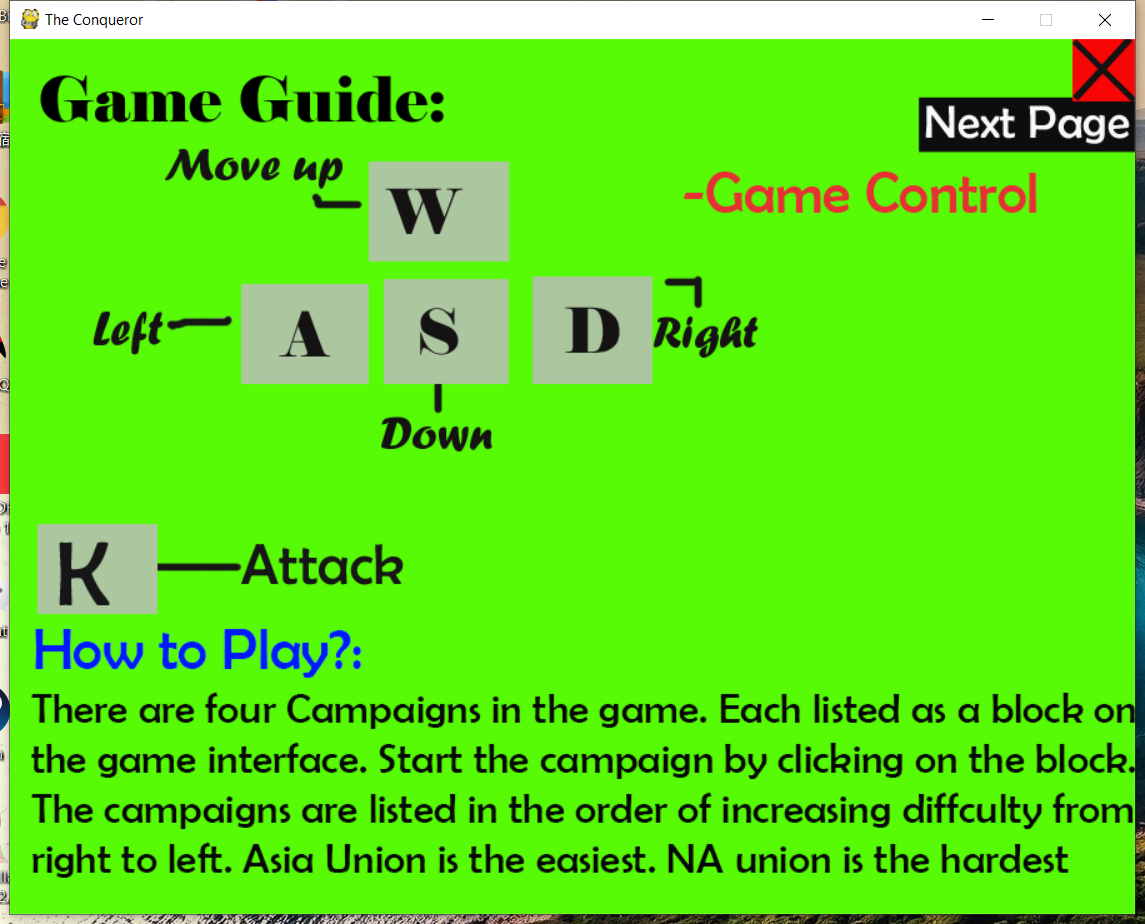 The Conqueror
Game Guide:
Next Page
Move up
W
-Game Control
Left
A
S
D
Right
Down
K
Attack
How to Play?:
There are four Campaigns in the game. Each listed as a block on
the game interface. Start the campaign by clicking on the block.
The campaigns are listed in the order of increasing diffculty from
right to left. Asia Union is the easiest. NA union is the hardest